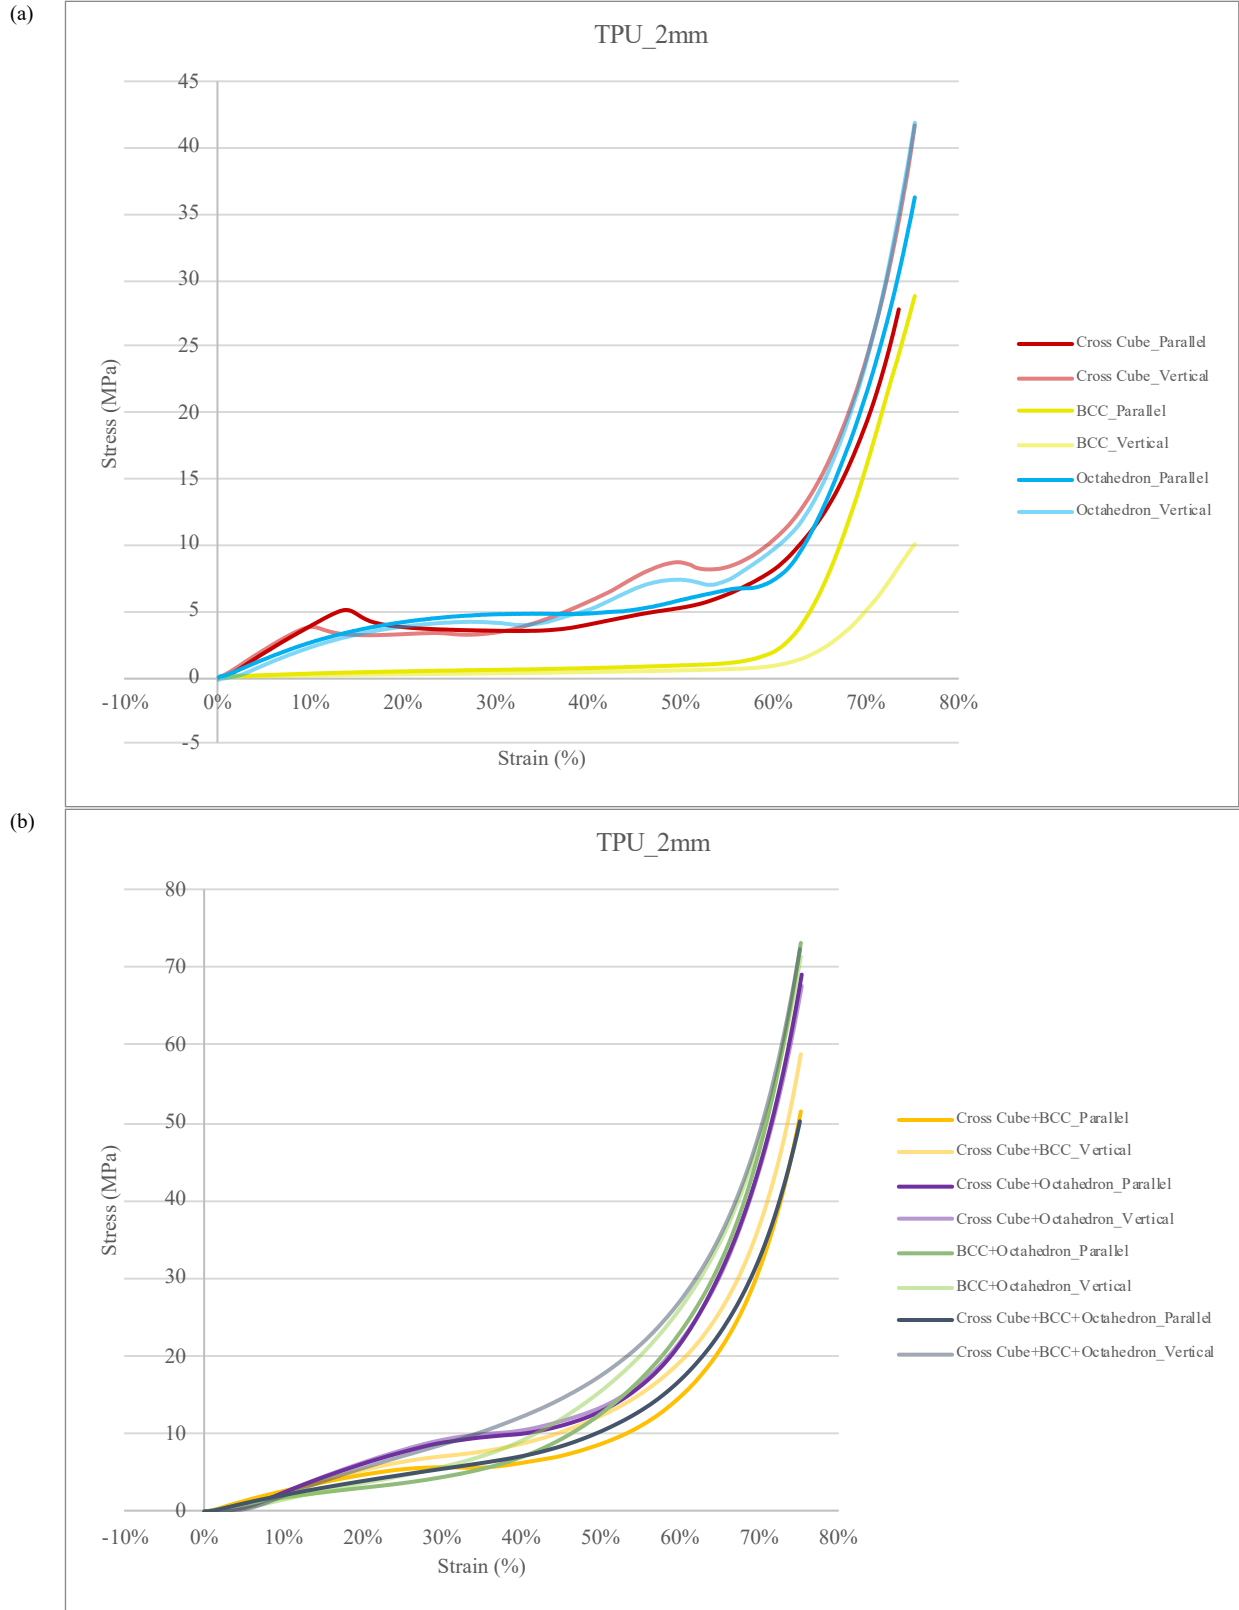 (a)
TPU_2mm
45
40
35
30
25
20
15
10
5
0
-5
-10%
0%
10%
20%
30%
40%
50%
60%
70%
80%
Stress (MPa)
Strain (%)
Cross Cube_Parallel
Cross Cube_Vertical
BCC_Parallel
BCC_Vertical
Octahedron_Parallel
Octahedron_Vertical
(b)
TPU_2mm
80
70
60
50
40
30
20
10
0
-10%
0%
10%
20%
30%
40%
50%
60%
70%
80%
Stress (MPa)
Strain (%)
Cross Cube+BCC_Parallel
Cross Cube+BCC_Vertical
Cross Cube+Octahedron_Parallel
Cross Cube+Octahedron_Vertical
BCC+Octahedron_Parallel
BCC+Octahedron_Vertical
Cross Cube+BCC+Octahedron_Parallel
Cross Cube+BCC+Octahedron_Vertical